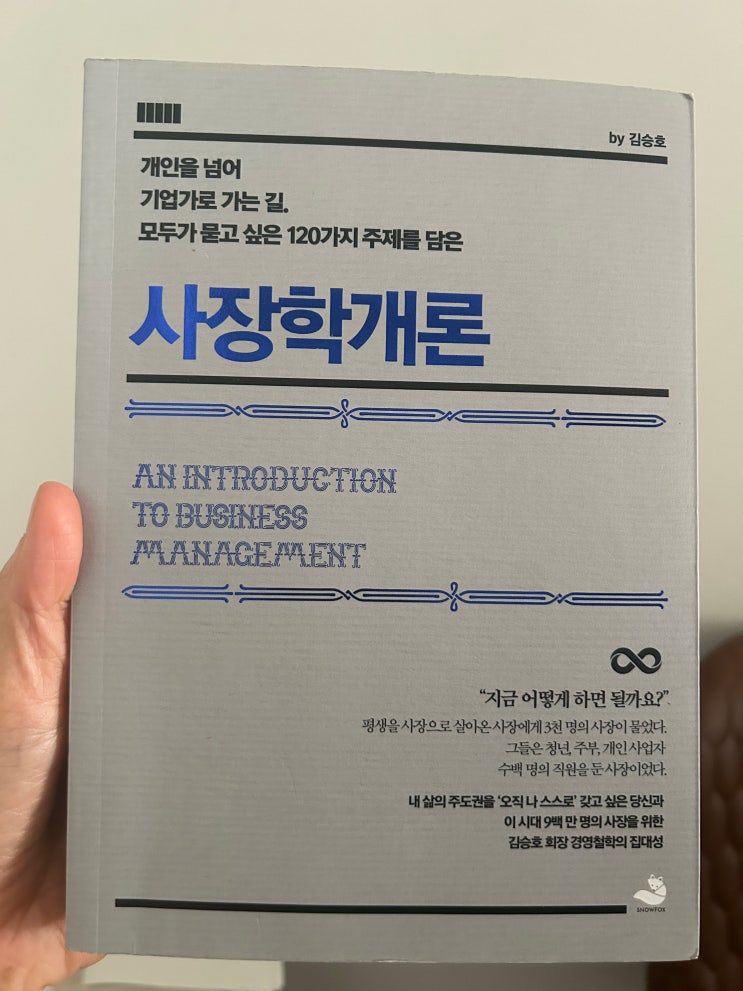 by 김승호
개인을 넘어
기업가로 가는 길.
모두가 묻고 싶은 120가지 주제를 담은
사장학개론
AN INTRODUCTION
TO BUSINESS
MANAGEMENT
“지금 어떻게 하면 될까요?”
평생을 사장으로 살아온 사장에게 3천 명의 사장이 물었다.
그들은 청년, 주부, 개인 사업자
수백 명의 직원을 둔 사장이었다.
내 삶의 주도권을 ‘오직 나 스스로’ 갖고 싶은 당신과
이 시대 9백 만 명의 사장을 위한
김승호 회장 경영철학의 집대성
SNOWFOX